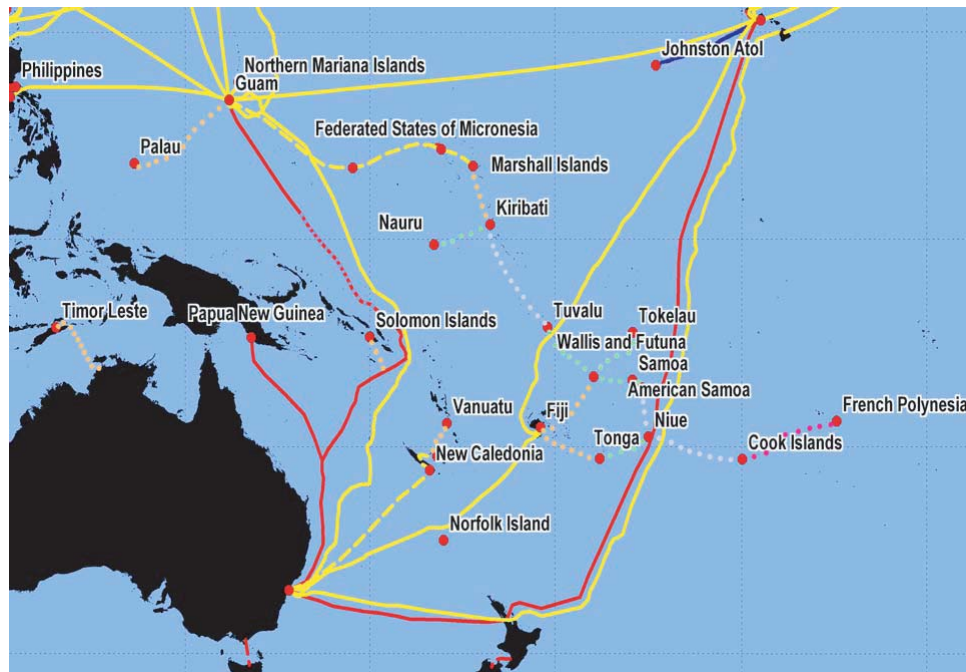 Johnston Atol
Northern Mariana Islands
Philippines
Guam
Federated States of Micronesia
Palau
Marshall Islands
Kiribati
Nauru
Timor Leste
Papua New Guinea
Solomon Islands
Tuvalu
Tokelau
Wallis and Futuna
Samoa
American Samoa
Vanuatu
Fiji
Niue
French Polynesia
Tonga
Cook Islands
New Caledonia
Norfolk Island